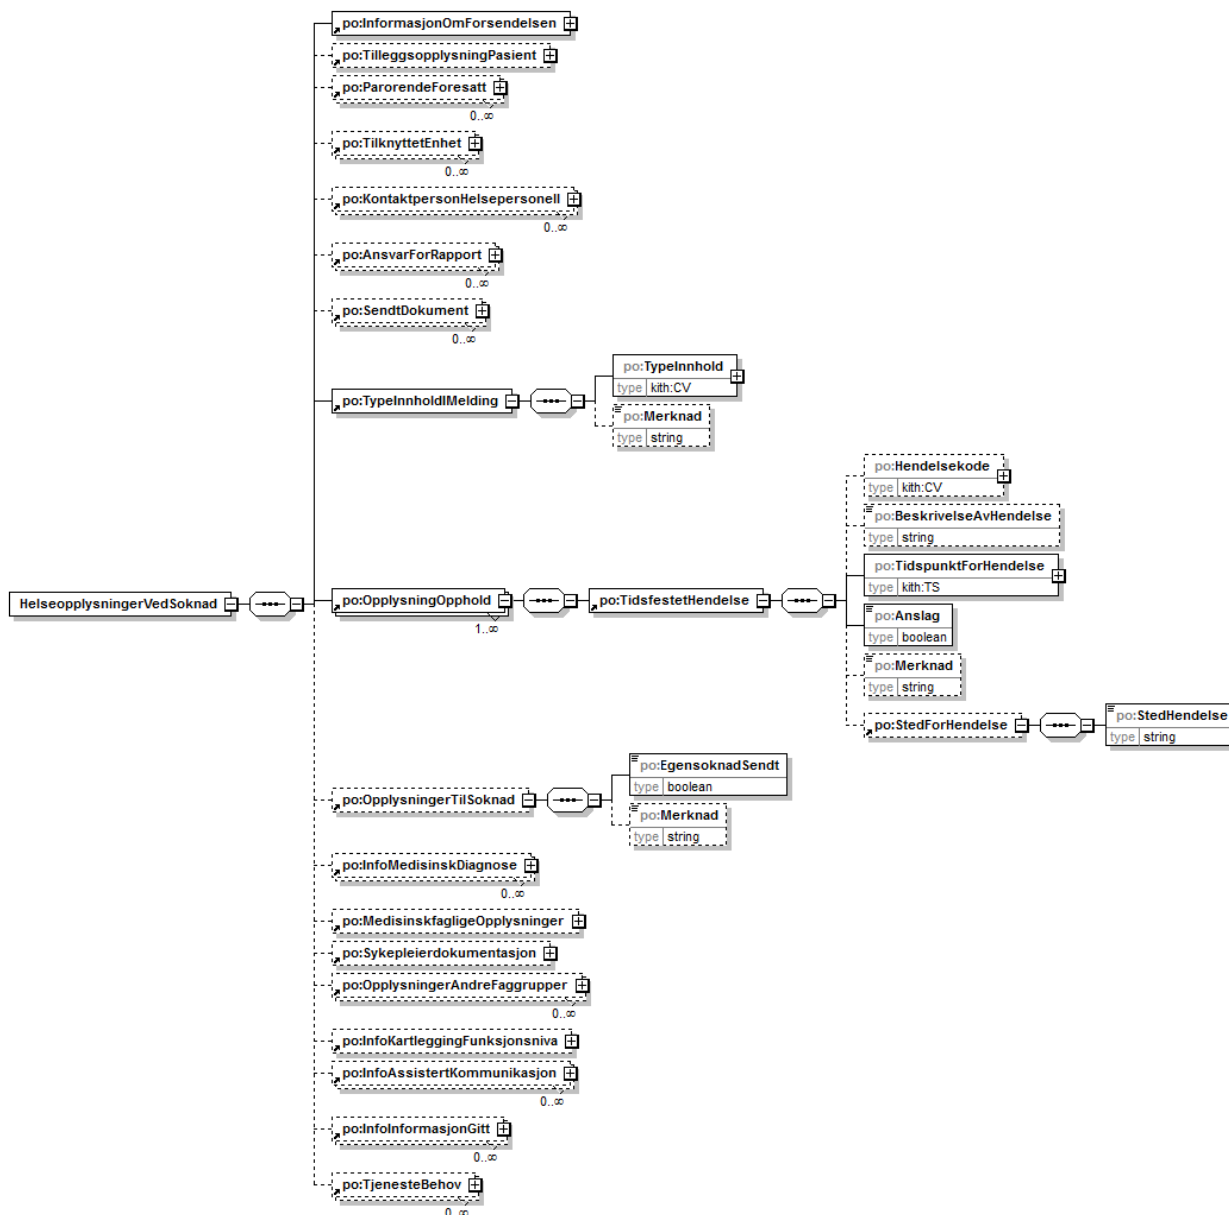 po:InformasjonOmForsendelsen
po:TilleggsopplysningPasient
po:ParorendeForesatt
0..∞
po:TilknyttetEnhet
0..∞
po:KontaktpersonHelsepersonell
0..∞
po:AnsvarForRapport
0..∞
po:SendtDokument
0..∞
po:TypeInnholdIMelding
po:TypeInnhold
type kith:CV
po:Merknad
type string
HelseopplysningerVedSoknad
po:OpplysningOpphold
1..∞
po:TidsfestetHendelse
po:Hendelsekode
type kith:CV
po:BeskrivelseAvHendelse
type string
po:TidspunktForHendelse
type kith:TS
po:Anslag
type boolean
po:Merknad
type string
po:StedForHendelse
po:StedHendelse
type string
po:OpplysningerTilSoknad
po:EgensoknadSendt
type boolean
po:Merknad
type string
po:InfoMedisinskDiagnose
0..∞
po:MedisinskfagligeOpplysninger
po:Sykepleierdokumentasjon
po:OpplysningerAndreFaggrupper
0..∞
po:InfoKartleggingFunksjonsniva
po:InfoAssistertKommunikasjon
0..∞
po:InfoInformasjonGitt
0..∞
po:TjenesteBehov
0..∞